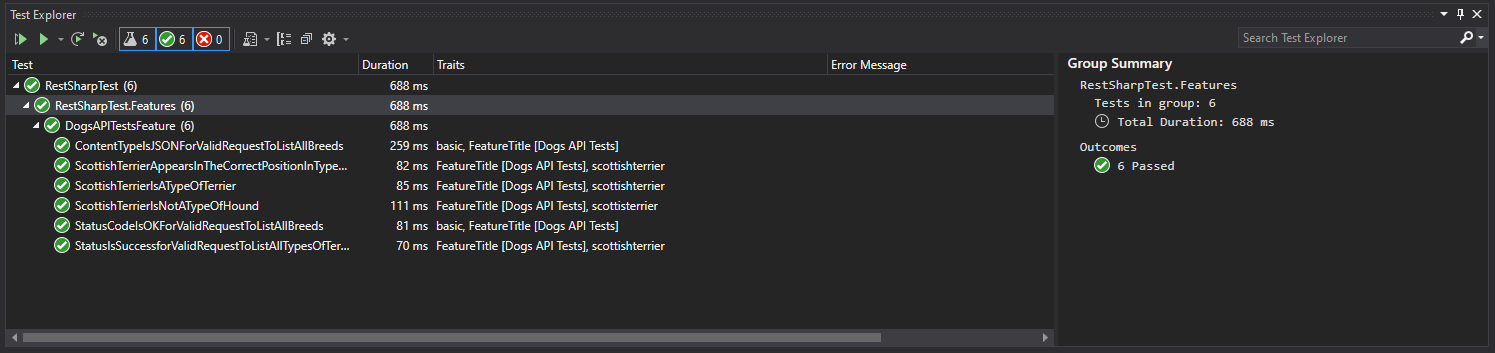 Test Explorer
6 6 0
Search Test Explorer
Test Duration Traits Error Message
RestSharpTest (6) 688 ms
RestSharpTest.Features (6) 688 ms
DogsAPITestsFeature (6) 688 ms
ContentTypeIsJSONForValidRequestToListAllBreeds 259 ms basic, FeatureTitle [Dogs API Tests]
ScottishTerrierAppearsInTheCorrectPositionInType... 82 ms FeatureTitle [Dogs API Tests], scottishterrier
ScottishTerrierIsATypeOfTerrier 85 ms FeatureTitle [Dogs API Tests], scottishterrier
ScottishTerrierIsNotATypeOfHound 111 ms FeatureTitle [Dogs API Tests], scottisterrier
StatusCodeIsOKForValidRequestToListAllBreeds 81 ms basic, FeatureTitle [Dogs API Tests]
StatusIsSuccessforValidRequestToListAllTypesOfTer... 70 ms FeatureTitle [Dogs API Tests], scottishterrier
Group Summary
RestSharpTest.Features
Tests in group: 6
Total Duration: 688 ms
Outcomes
6 Passed